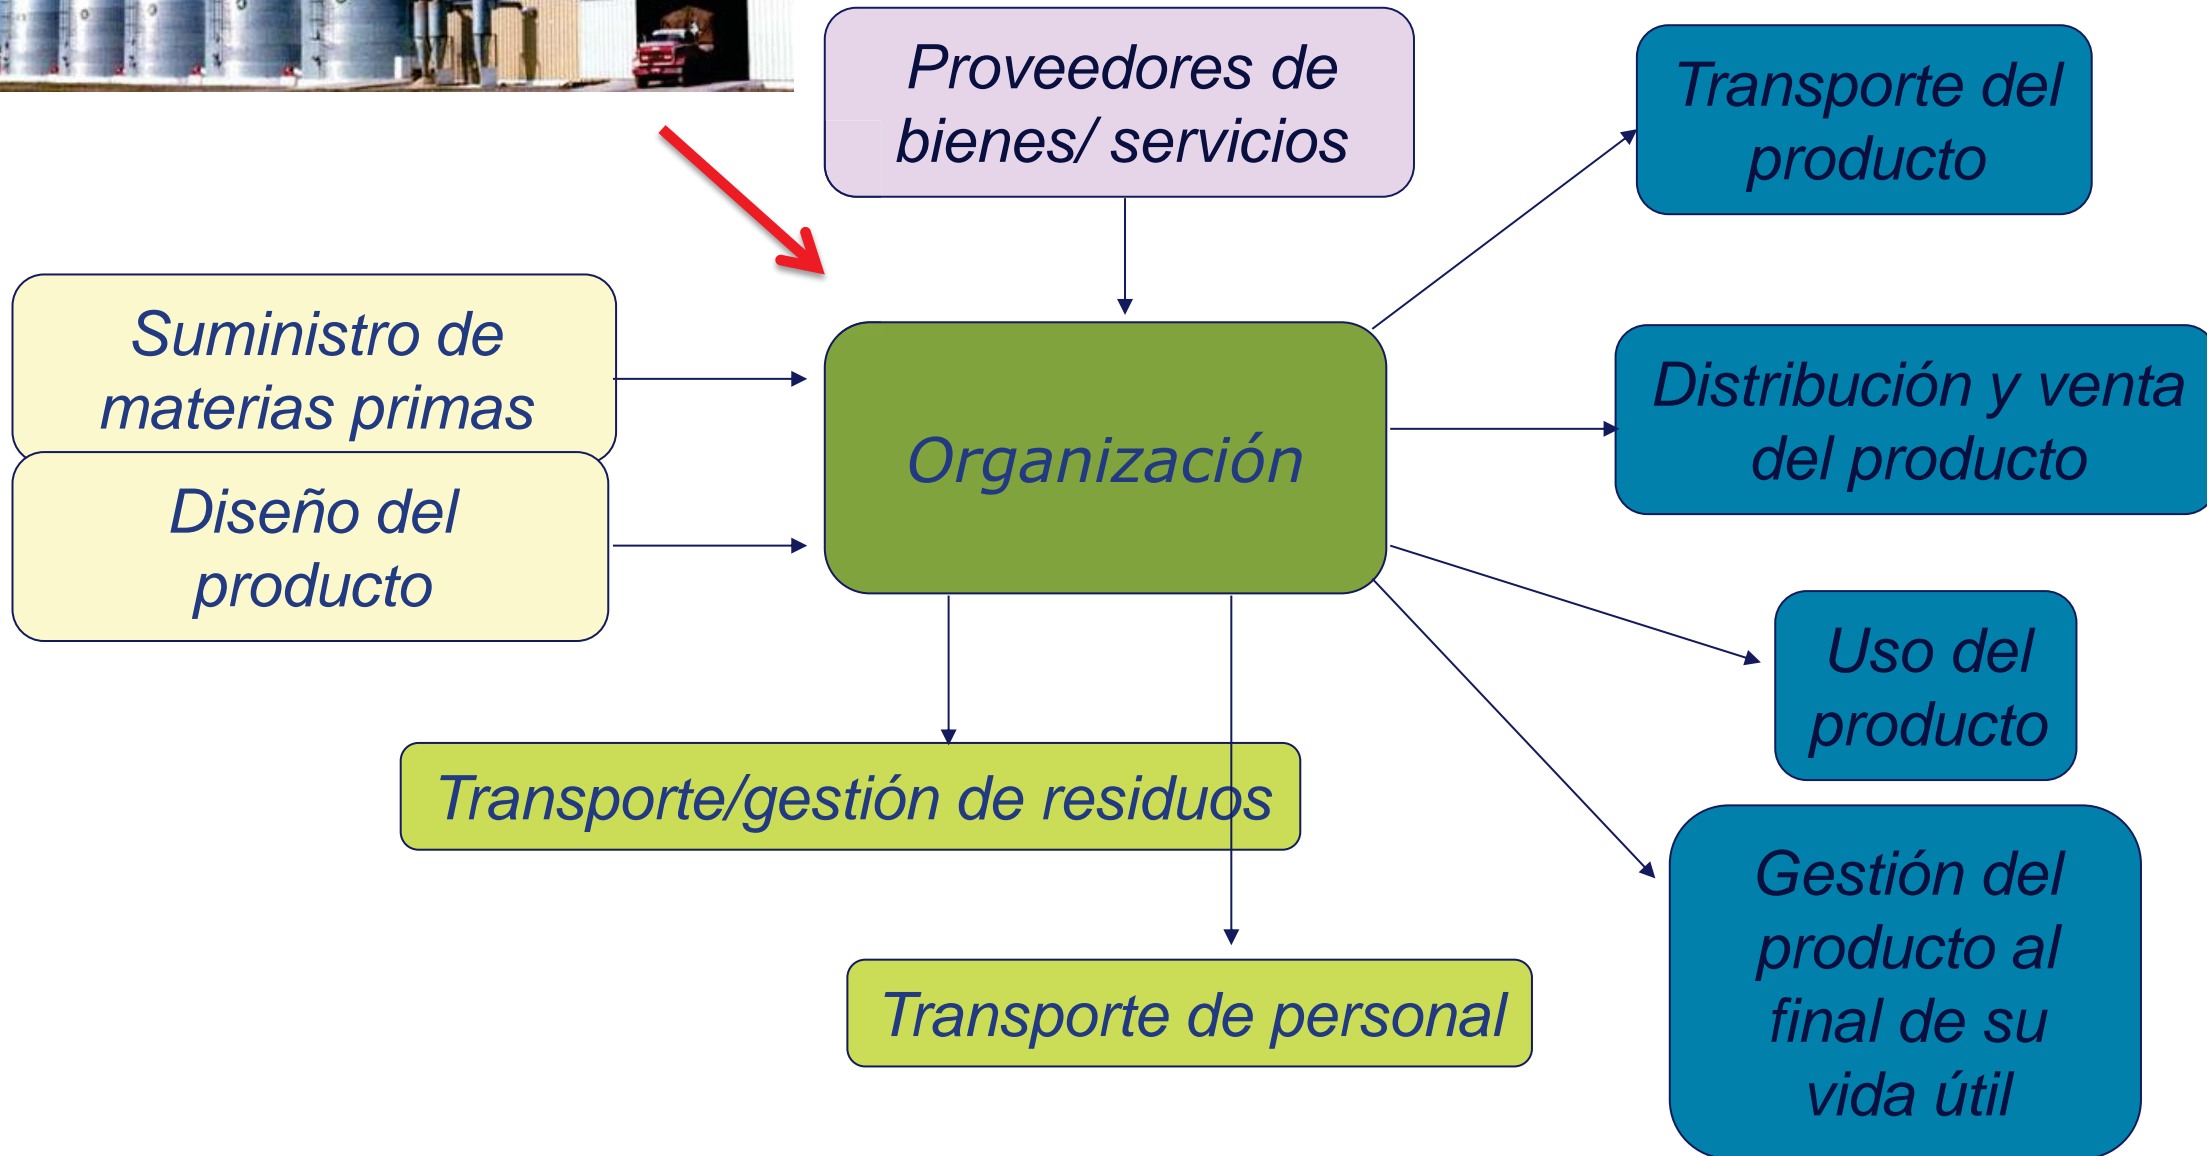 Proveedores de
bienes/ servicios
Transporte del
producto
Suministro de
materias primas
Diseño del
producto
Organización
Distribución y venta
del producto
Uso del
producto
Transporte/gestión de residuos
Transporte de personal
Gestión del
producto al
final de su
vida útil